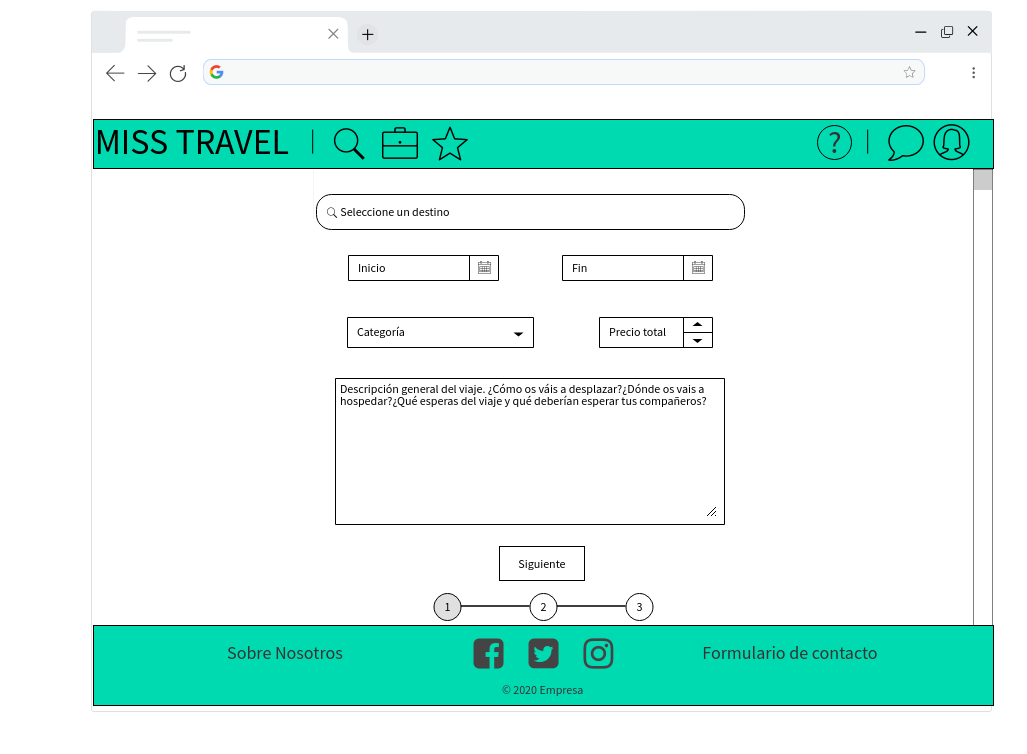 MISS TRAVEL
?
Seleccione un destino
Inicio
Fin
Categoría
Precio total
Descripción general del viaje. ¿Cómo os váis a desplazar?¿Dónde os vais a
hospedar?¿Qué esperas del viaje y qué deberían esperar tus compañeros?
Siguiente
1
2
3
Sobre Nosotros
Formulario de contacto
© 2020 Empresa